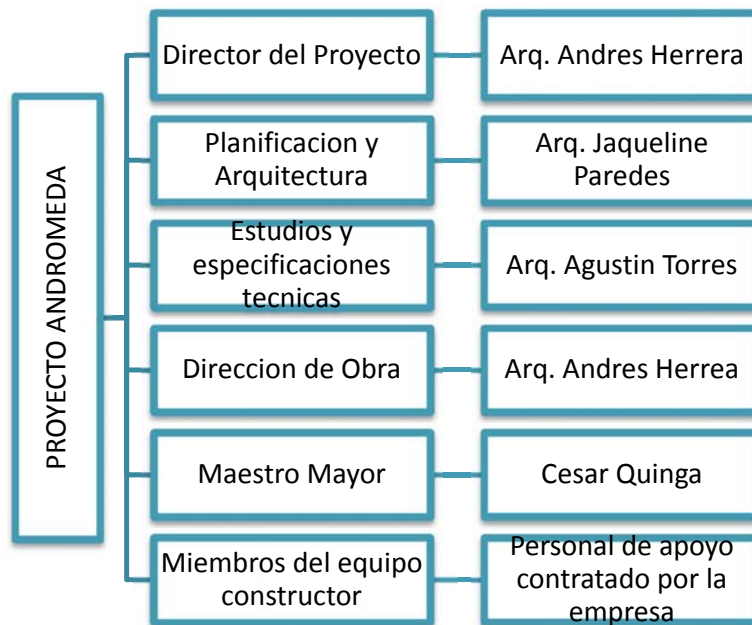 PROYECTO ANDROMEDA
Director del Proyecto
Arq. Andres Herrera
Planificacion y
Arquitectura
Arq. Jaqueline
Paredes
Estudios y
especificaciones
tecnicas
Arq. Agustin Torres
Direccion de Obra
Arq. Andres Herrea
Maestro Mayor
Cesar Quinga
Miembros del equipo
constructor
Personal de apoyo
contratado por la
empresa